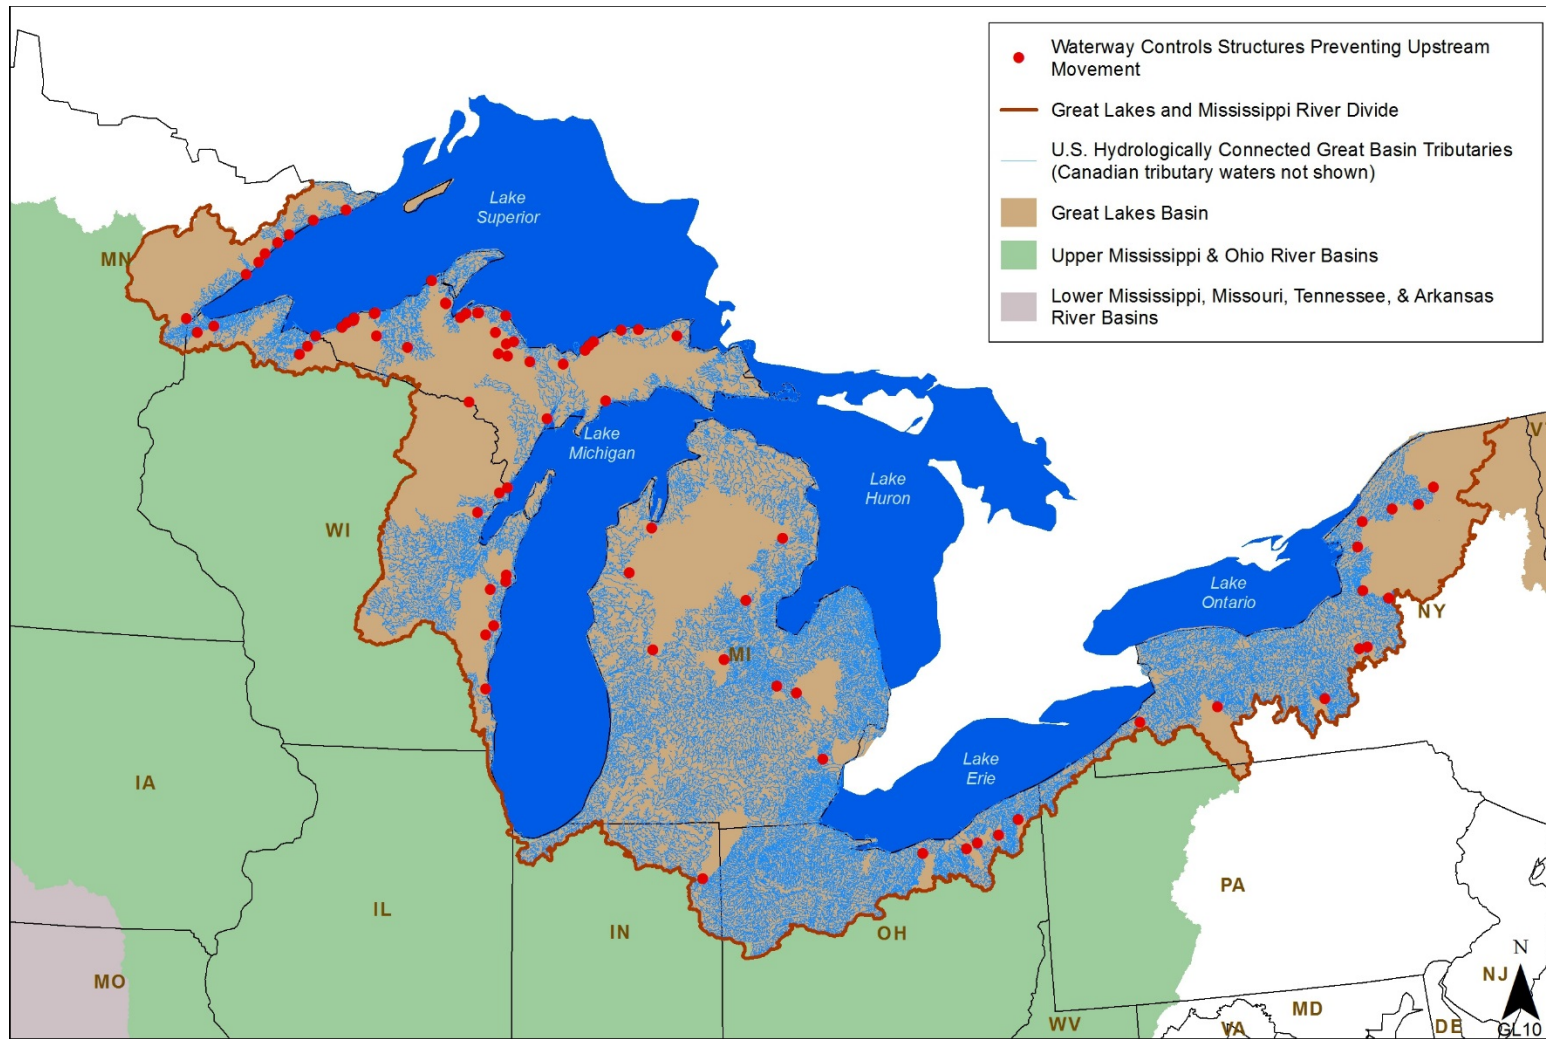 Waterway Controls Structures Preventing Upstream
Movement
Great Lakes and Mississippi River Divide
U.S. Hydrologically Connected Great Basin Tributaries
(Canadian tributary waters not shown)
Great Lakes Basin
Upper Mississippi & Ohio River Basins
Lower Mississippi, Missouri, Tennessee, & Arkansas
River Basins
Lake
Superior
MN
Lake
Michigan
Lake
Huron
WI
V
Lake
Ontario
NY
MI
Lake
Erie
IA
PA
IL
IN
OH
N
MO
NJ
MD
WV
VA
DE
GL10